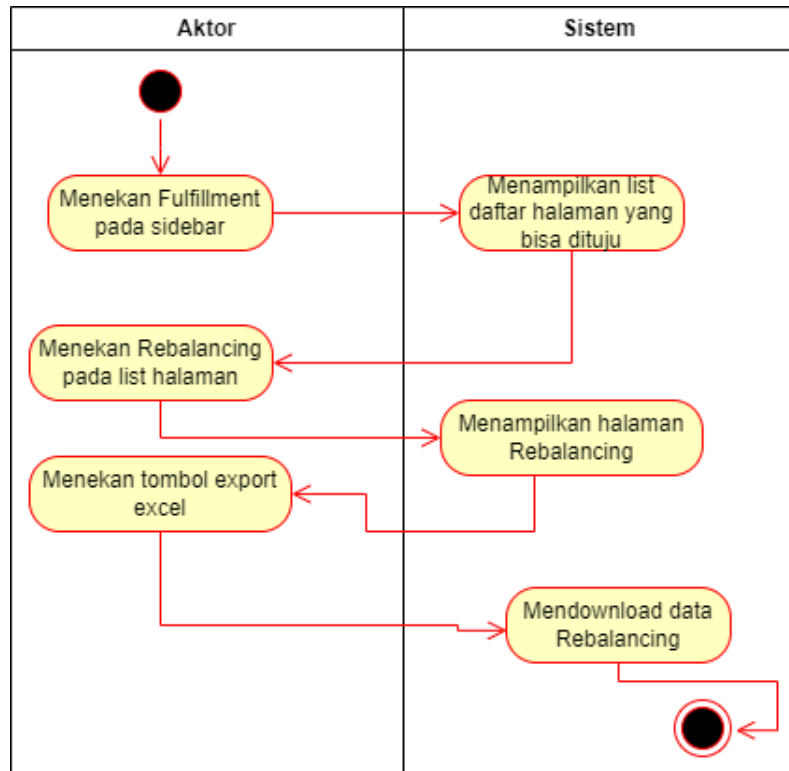 Aktor
Sistem
Menekan Fulfillment
pada sidebar
Menampilkan list
daftar halaman yang
bisa dituju
Menekan Rebalancing
pada list halaman
Menampilkan halaman
Rebalancing
Menekan tombol export
excel
Mendownload data
Rebalancing